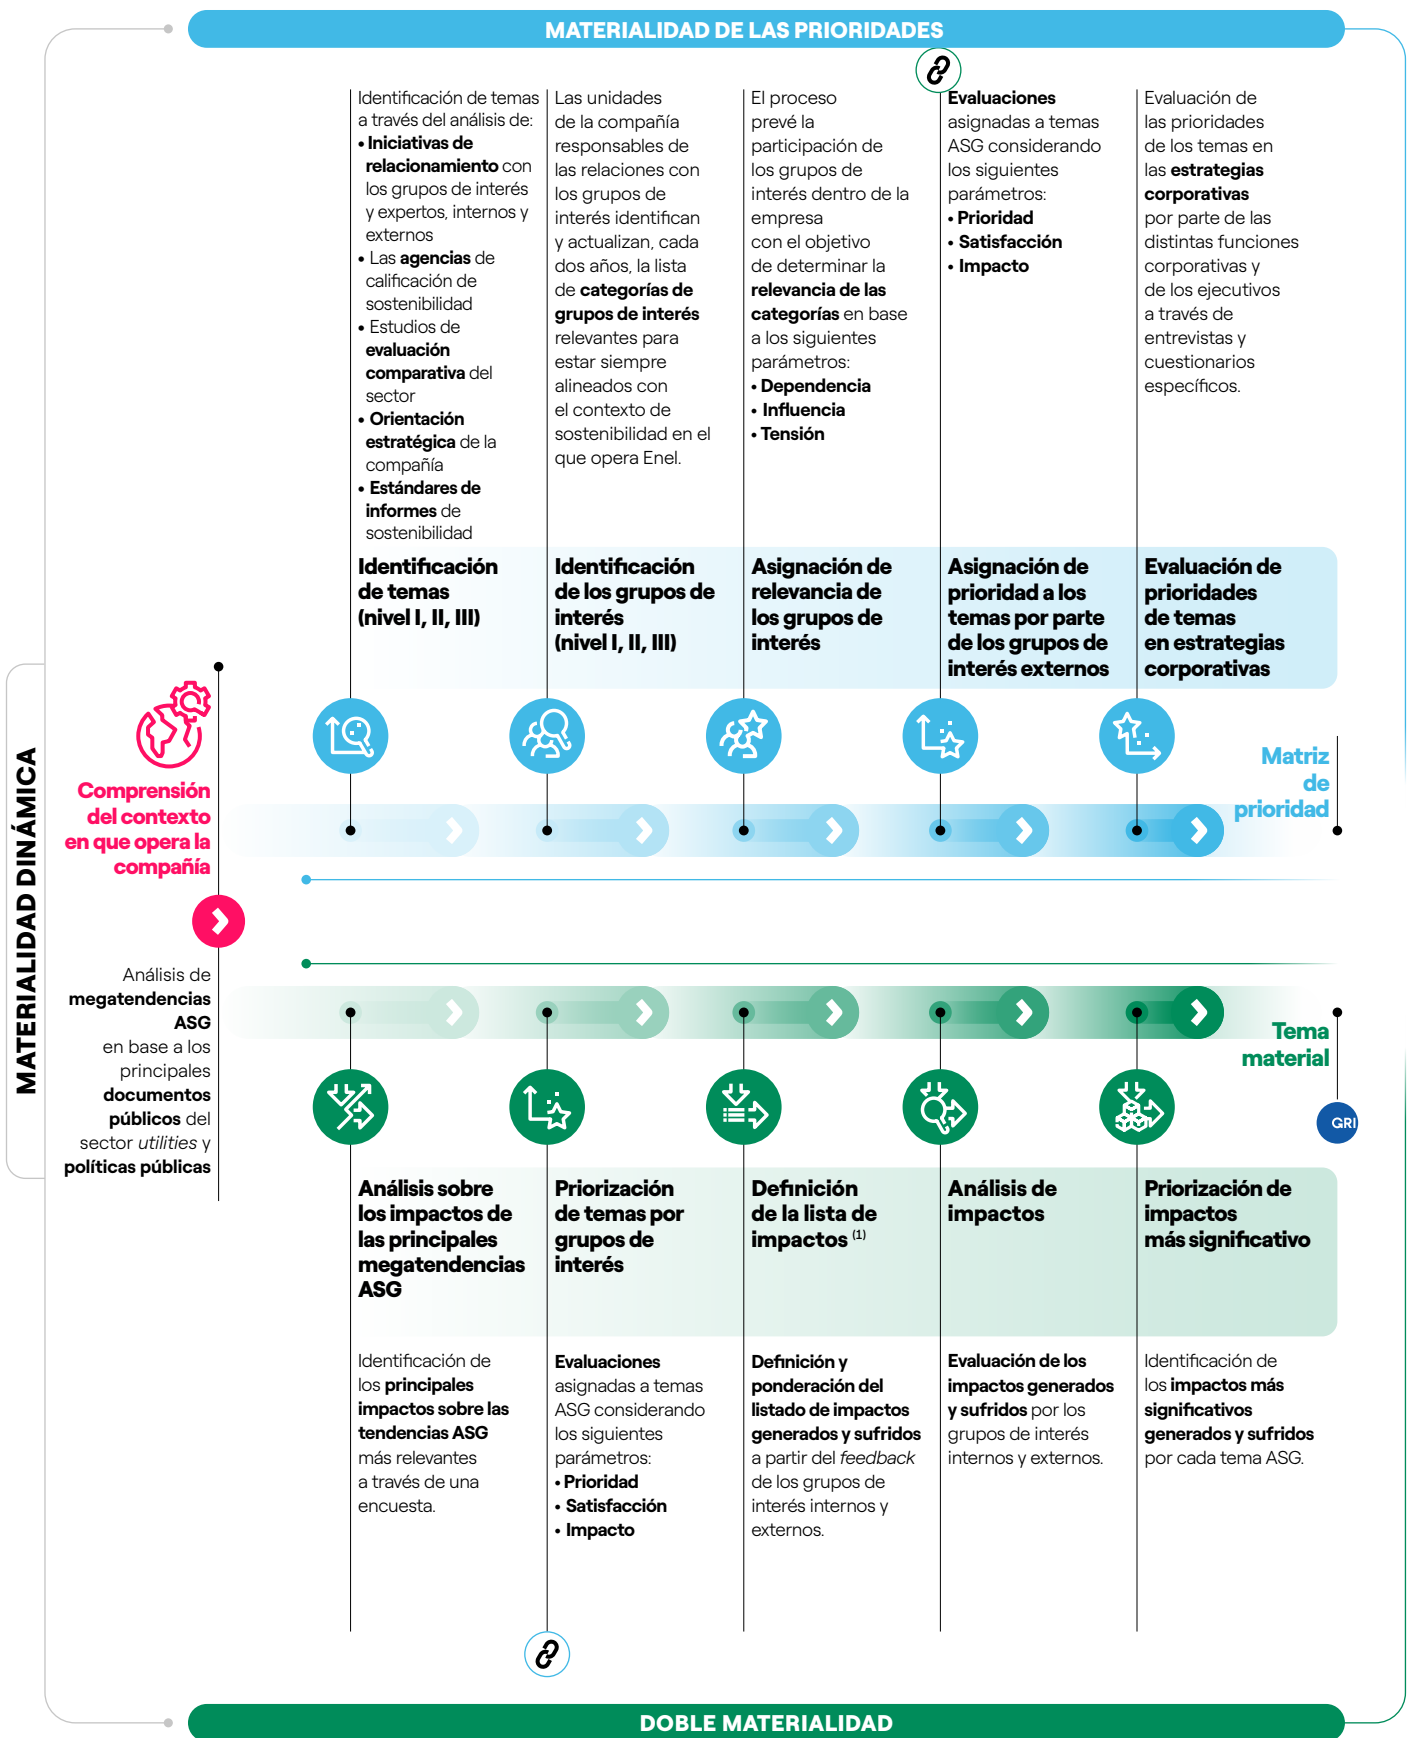 MATERIALIDAD DE LAS PRIORIDADES
Identificación de temas
a través del análisis de:
• Iniciativas de
relacionamiento con
los grupos de interés
y expertos, internos y
externos
• Las agencias de
calificación de
sostenibilidad
• Estudios de
evaluación
comparativa del
sector
• Orientación
estratégica de la
compañía
• Estándares de
informes de
sostenibilidad
Las unidades
de la compañía
responsables de
las relaciones con
los grupos de
interés identifican
y actualizan, cada
dos años, la lista
de categorías de
grupos de interés
relevantes para
estar siempre
alineados con
el contexto de
sostenibilidad en el
que opera Enel.
El proceso
prevé la
participación de
los grupos de
interés dentro de la
empresa
con el objetivo
de determinar la
relevancia de las
categorías en base
a los siguientes
parámetros:
• Dependencia
• Influencia
• Tensión
Evaluaciones
asignadas a temas
ASG considerando
los siguientes
parámetros:
• Prioridad
• Satisfacción
• Impacto
Evaluación de
las prioridades
de los temas en
las estrategias
corporativas
por parte de las
distintas funciones
corporativas y
de los ejecutivos
a través de
entrevistas y
cuestionarios
específicos.
Identificación
de temas
(nivel I, II, III)
Identificación
de los grupos de
interés
(nivel I, II, III)
Asignación de
relevancia de
los grupos de
interés
Asignación de
prioridad a los
temas por parte
de los grupos de
interés externos
Evaluación de
prioridades
de temas
en estrategias
corporativas
MATERIALIDAD DINÁMICA
Comprensión
del contexto
en que opera la
compañía
Matriz
de
prioridad
Análisis de
megatendencias
ASG
en base a los
principales
documentos
públicos del
sector utilities y
políticas públicas
Tema
material
GRI
Análisis sobre
los impactos de
las principales
megatendencias
ASG
Priorización
de temas por
grupos de
interés
Definición
de la lista de
impactos (1)
Análisis de
impactos
Priorización de
impactos
más significativo
Identificación de
los principales
impactos sobre las
tendencias ASG
más relevantes
a través de una
encuesta.
Evaluaciones
asignadas a temas
ASG considerando
los siguientes
parámetros:
• Prioridad
• Satisfacción
• Impacto
Definición y
ponderación del
listado de impactos
generados y sufridos
a partir del feedback
de los grupos de
interés internos y
externos.
Evaluación de los
impactos generados
y sufridos por los
grupos de interés
internos y externos.
Identificación de
los impactos más
significativos
generados y sufridos
por cada tema ASG.
DOBLE MATERIALIDAD